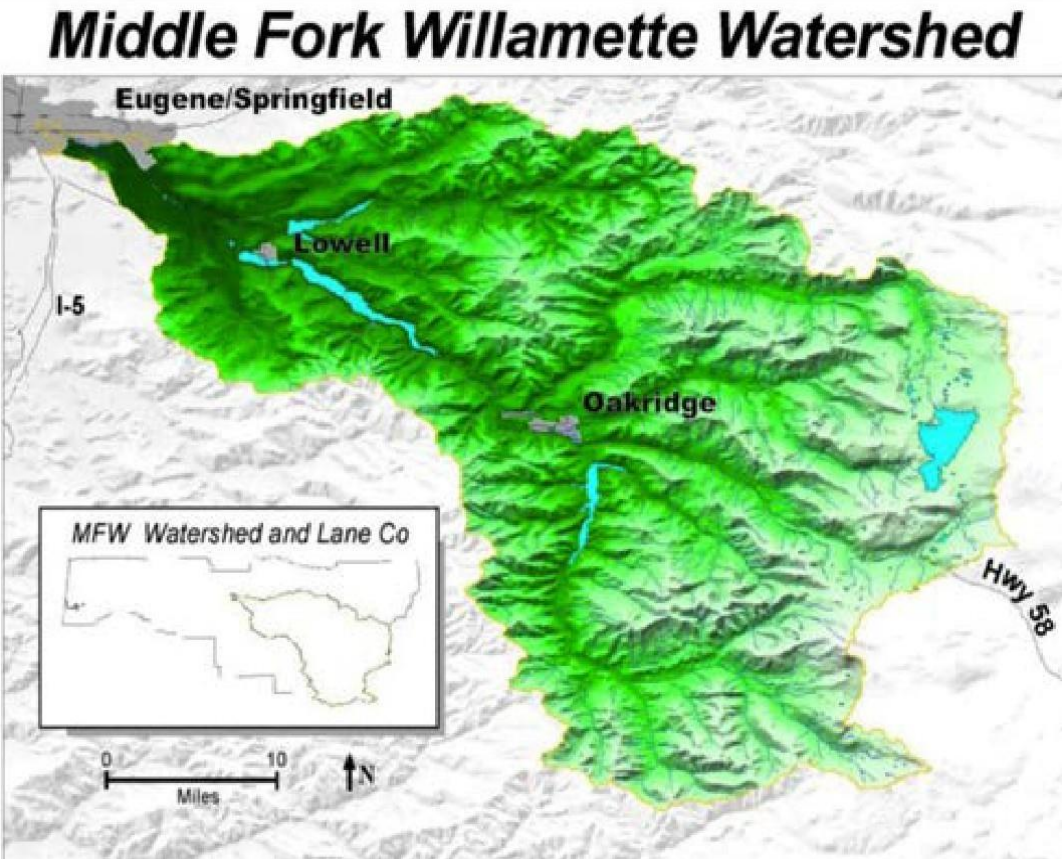 Middle Fork Willamette Watershed
Eugene/Springfield
Lowell
I-5
Oakridge
MFW Watershed and Lane Co
Hwy 58
0 10
Miles
N